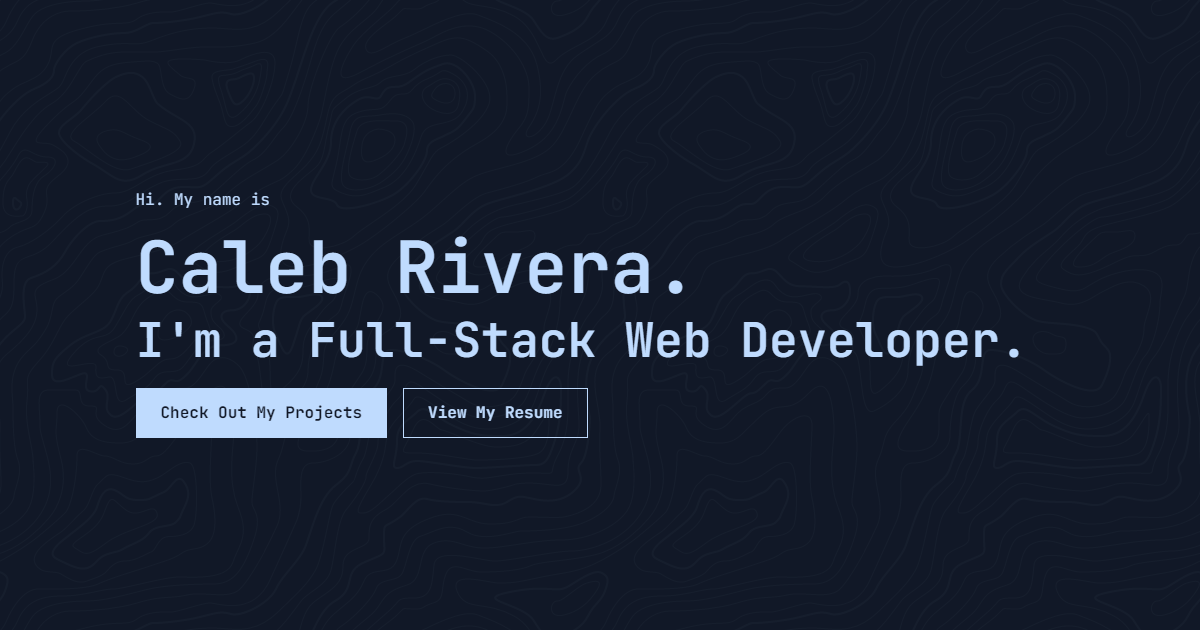 Hi. My name is
Caleb Rivera.
I'm a Full-Stack Web Developer.
Check Out My Projects
View My Resume